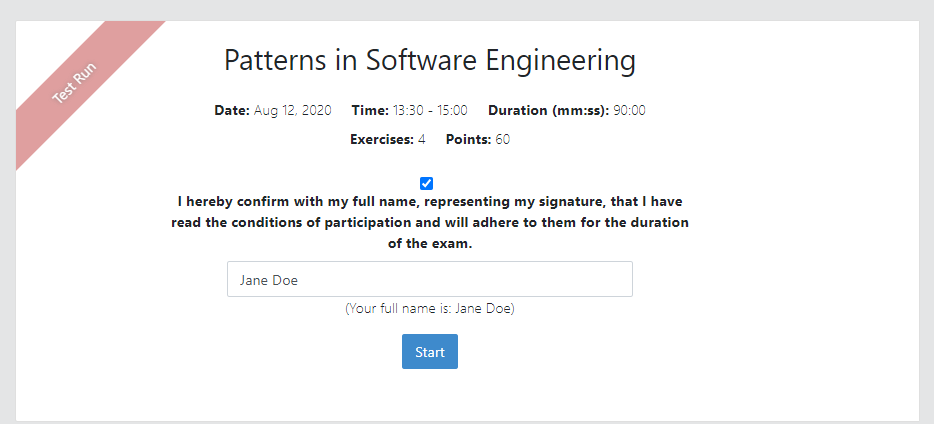 Test Run
Patterns in Software Engineering
Date: Aug 12, 2020 Time: 13:30 - 15:00 Duration (mm:ss): 90:00
Exercises: 4 Points: 60
I hereby confirm with my full name, representing my signature, that I have
read the conditions of participation and will adhere to them for the duration
of the exam.
Jane Doe
(Your full name is: Jane Doe)
Start